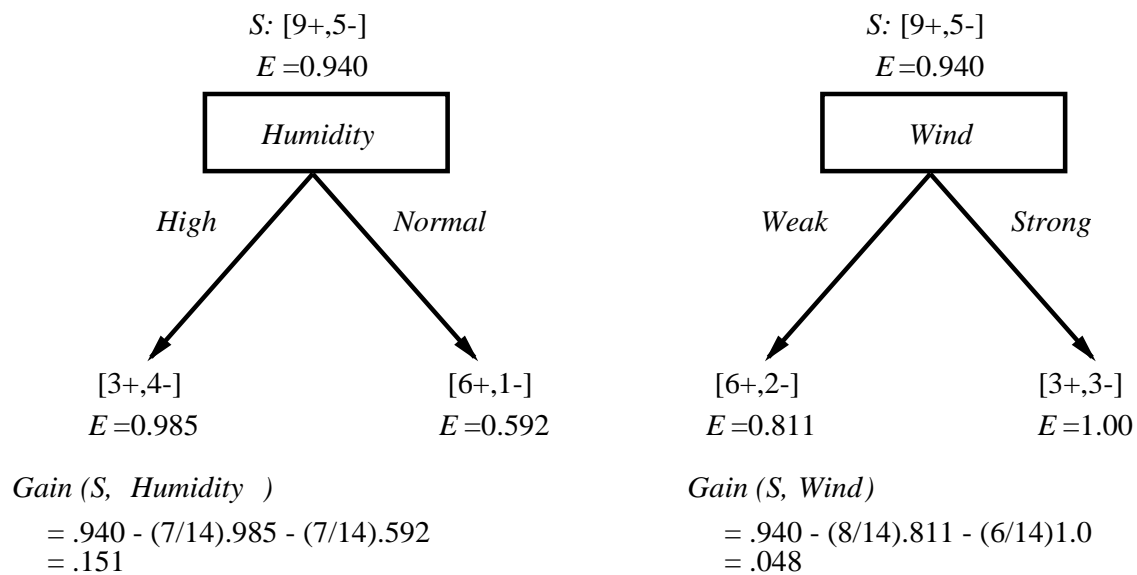 S: [9+,5-]
E =0.940
Humidity
High
Normal
[3+,4-]
E =0.985
[6+,1-]
E =0.592
Gain (S, Humidity )
= .940 - (7/14).985 - (7/14).592
= .151
S: [9+,5-]
E =0.940
Wind
Weak
Strong
[6+,2-]
E =0.811
[3+,3-]
E =1.00
Gain (S, Wind)
= .940 - (8/14).811 - (6/14)1.0
= .048